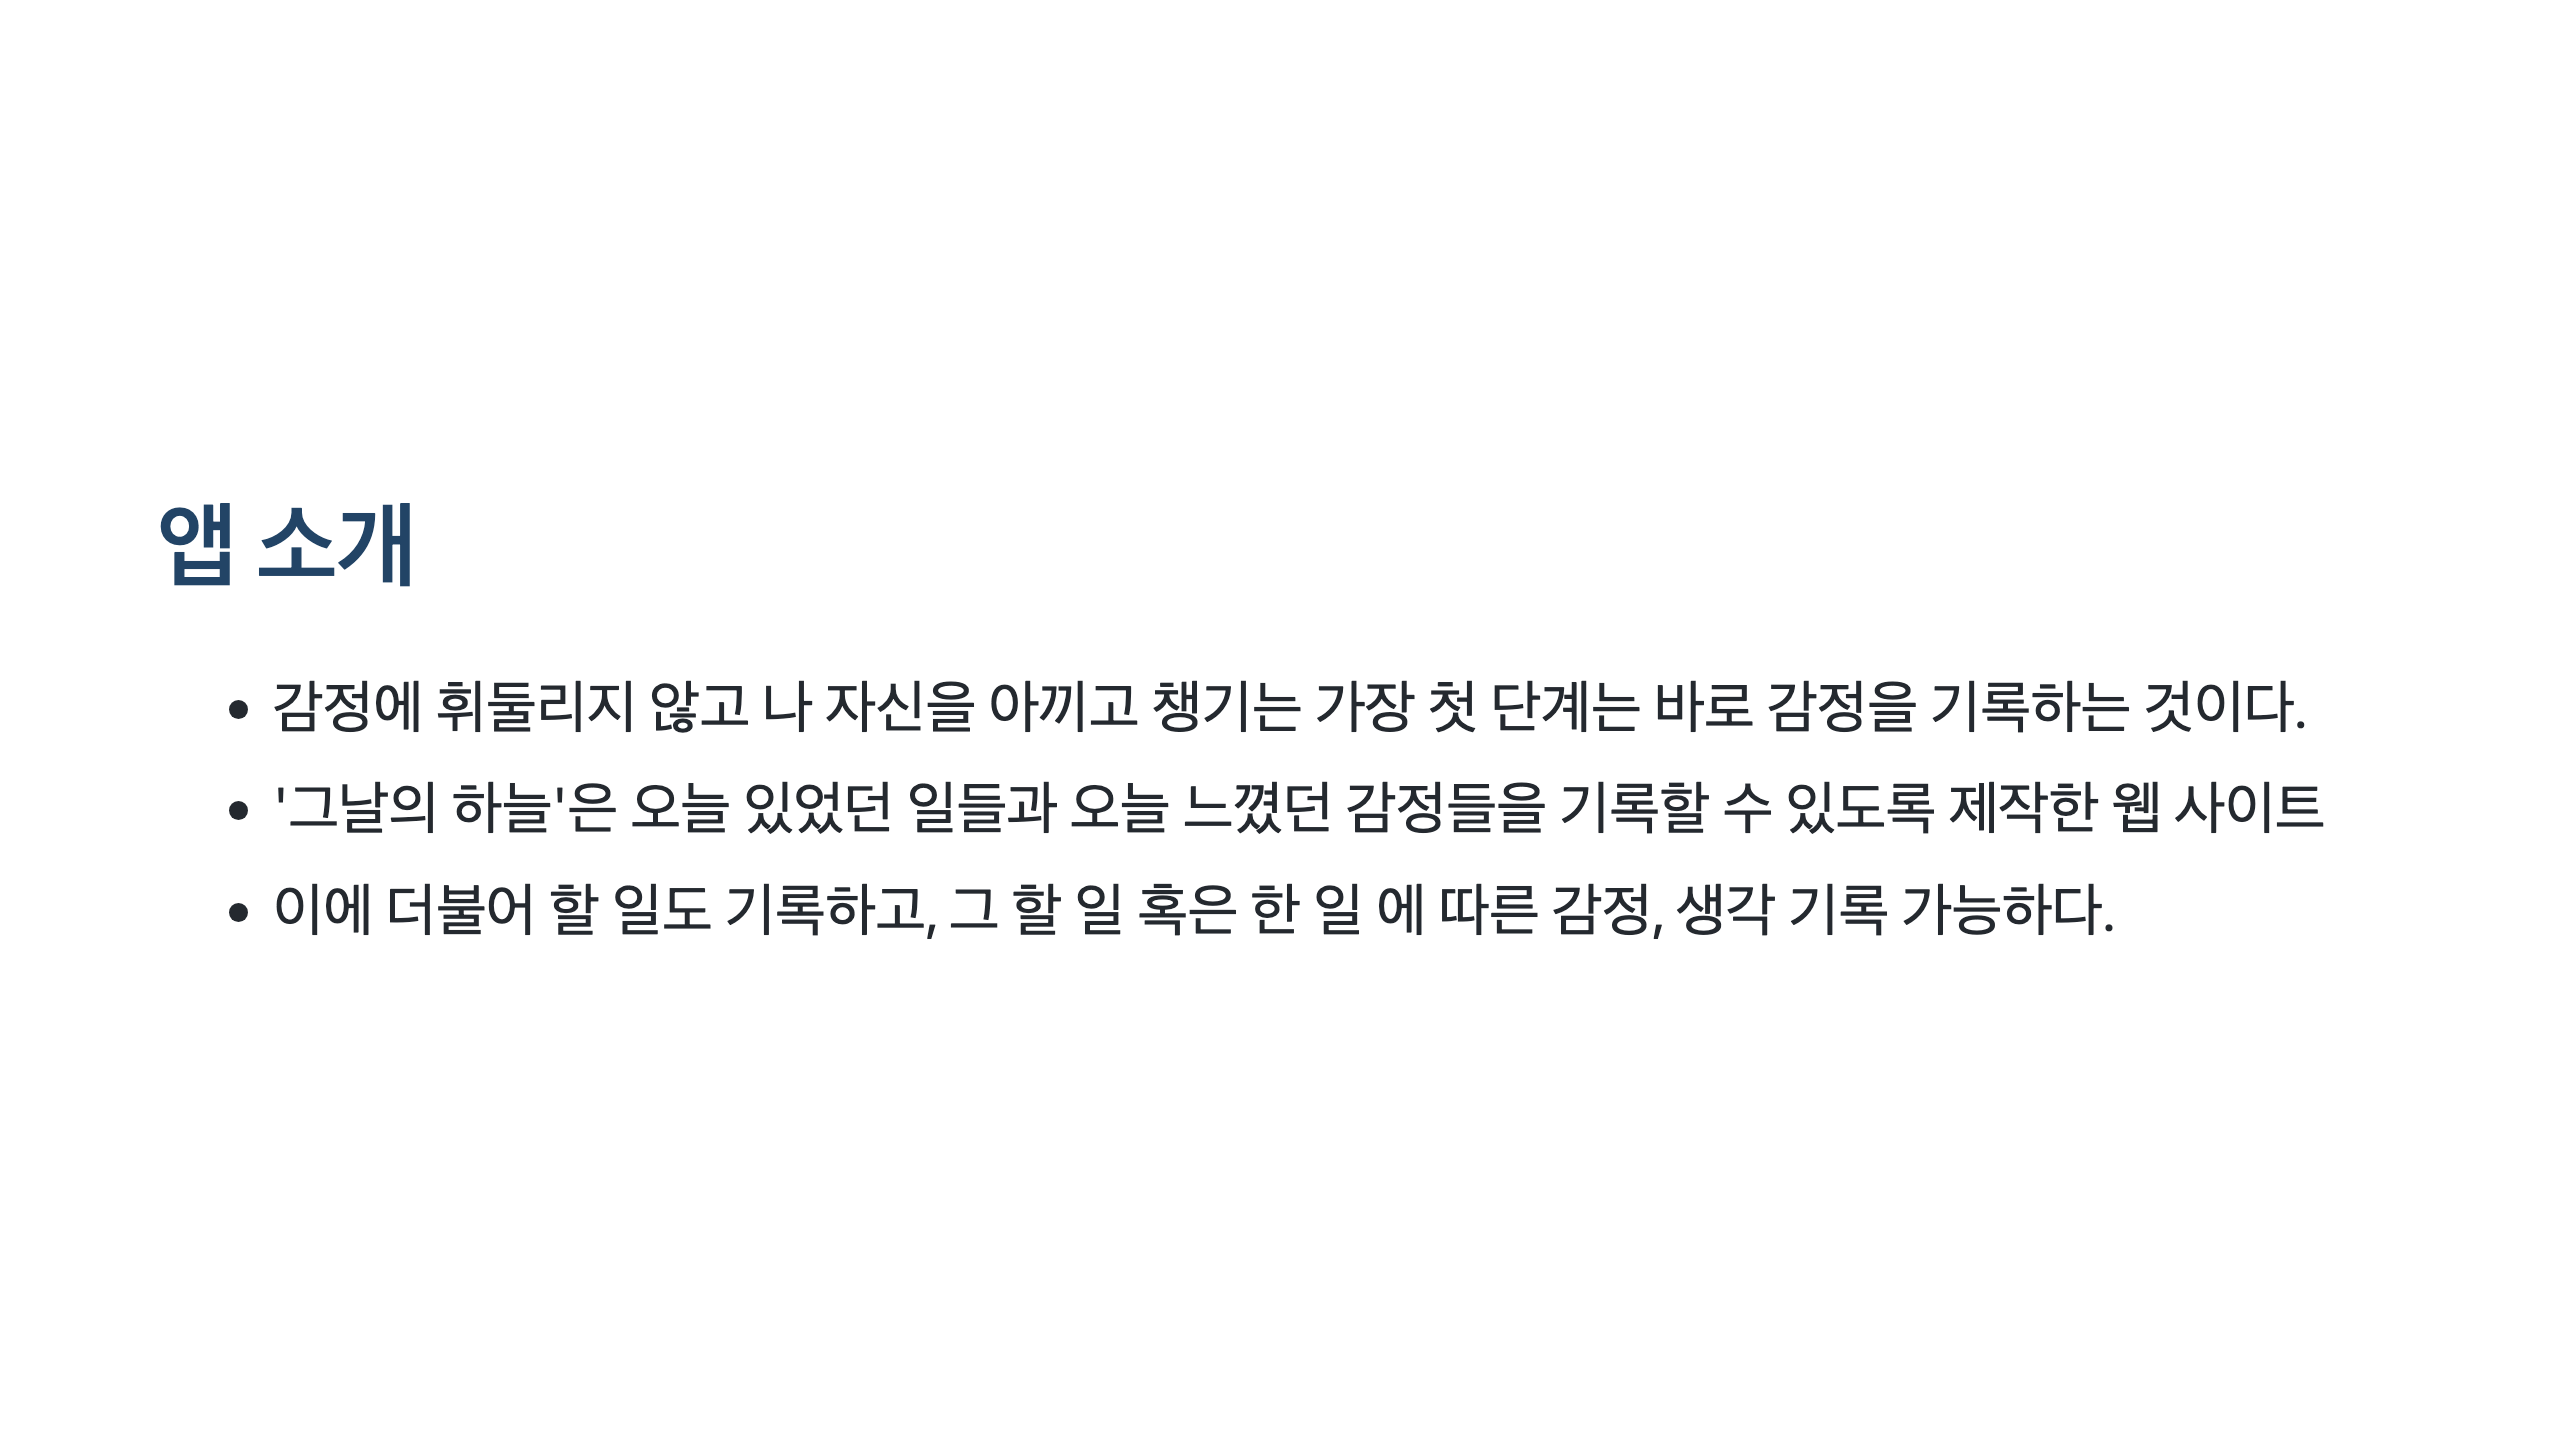 앱 소개
• 감정에 휘둘리지 않고 나 자신을 아끼고 챙기는 가장 첫 단계는 바로 감정을 기록하는 것이다.
• '그날의 하늘'은 오늘 있었던 일들과 오늘 느꼈던 감정들을 기록할 수 있도록 제작한 웹 사이트
• 이에 더불어 할 일도 기록하고, 그 할 일 혹은 한 일 에 따른 감정, 생각 기록 가능하다.